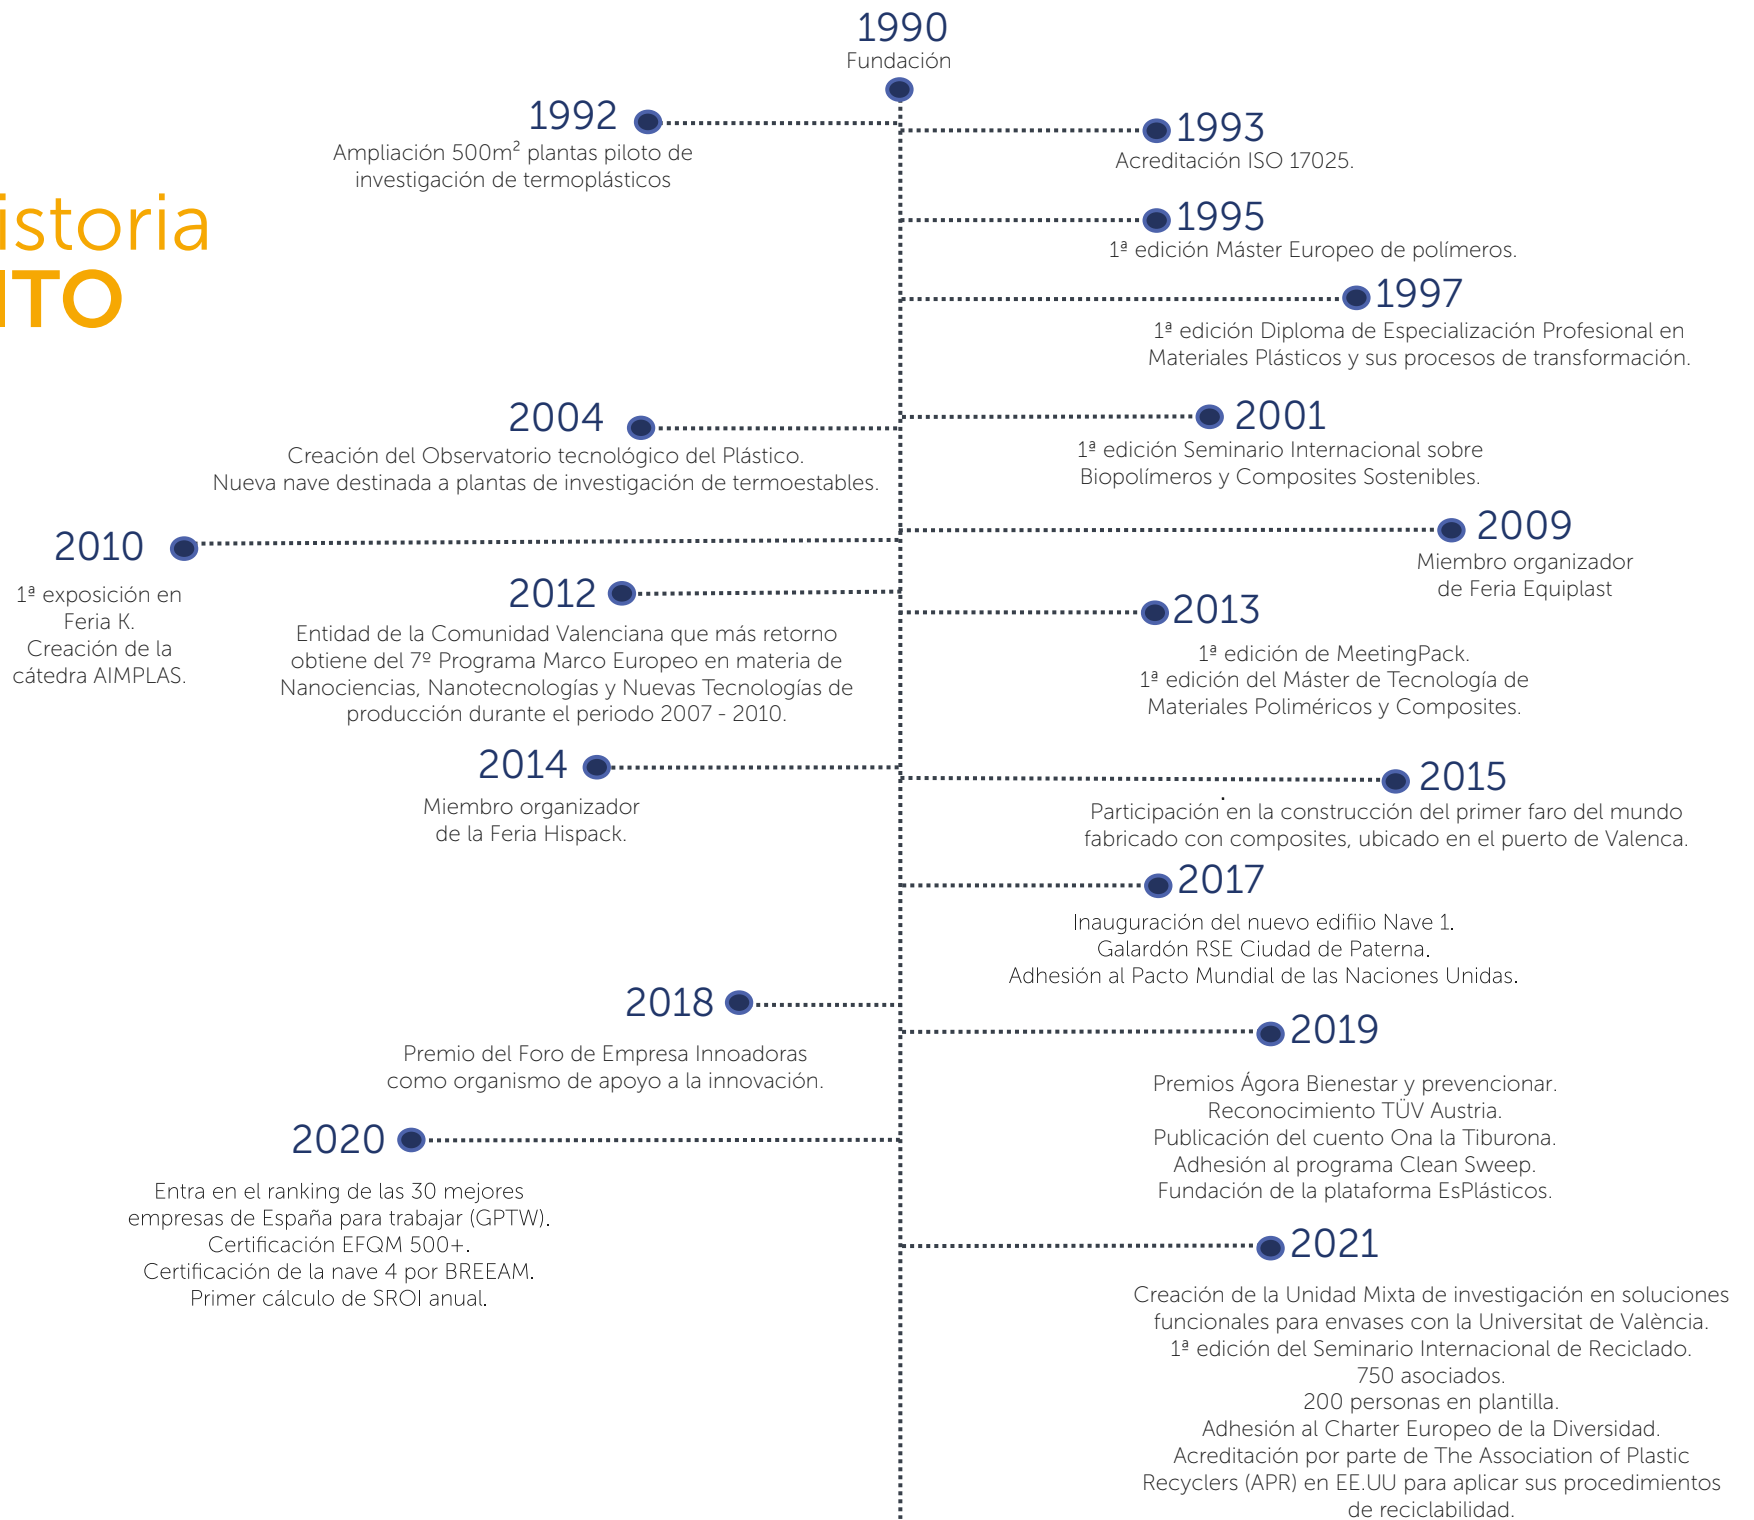 1990
Fundación
1992
Ampliación 500m² plantas piloto de
investigación de termoplásticos
1993
Acreditación ISO 17025.
istoria
ITO
1995
1ª edición Máster Europeo de polímeros.
1997
1ª edición Diploma de Especialización Profesional en
Materiales Plásticos y sus procesos de transformación.
2004
Creación del Observatorio tecnológico del Plástico.
Nueva nave destinada a plantas de investigación de termoestables.
2001
1ª edición Seminario Internacional sobre
Biopolímeros y Composites Sostenibles.
2009
Miembro organizador
de Feria Equiplast
2010
1ª exposición en
Feria K.
Creación de la
cátedra AIMPLAS.
2012
Entidad de la Comunidad Valenciana que más retorno
obtiene del 7º Programa Marco Europeo en materia de
Nanociencias, Nanotecnologías y Nuevas Tecnologías de
producción durante el periodo 2007 - 2010.
2013
1ª edición de MeetingPack.
1ª edición del Máster de Tecnología de
Materiales Poliméricos y Composites.
2014
Miembro organizador
de la Feria Hispack.
2015
Participación en la construcción del primer faro del mundo
fabricado con composites, ubicado en el puerto de Valenca.
2017
Inauguración del nuevo edifiio Nave 1.
Galardón RSE Ciudad de Paterna.
Adhesión al Pacto Mundial de las Naciones Unidas.
2018
Premio del Foro de Empresa Innoadoras
como organismo de apoyo a la innovación.
2019
Premios Ágora Bienestar y prevencionar.
Reconocimiento TÜV Austria.
Publicación del cuento Ona la Tiburona.
Adhesión al programa Clean Sweep.
Fundación de la plataforma EsPlásticos.
2020
Entra en el ranking de las 30 mejores
empresas de España para trabajar (GPTW).
Certificación EFQM 500+.
Certificación de la nave 4 por BREEAM.
Primer cálculo de SROI anual.
2021
Creación de la Unidad Mixta de investigación en soluciones
funcionales para envases con la Universitat de València.
1ª edición del Seminario Internacional de Reciclado.
750 asociados.
200 personas en plantilla.
Adhesión al Charter Europeo de la Diversidad.
Acreditación por parte de The Association of Plastic
Recyclers (APR) en EE.UU para aplicar sus procedimientos
de reciclabilidad.